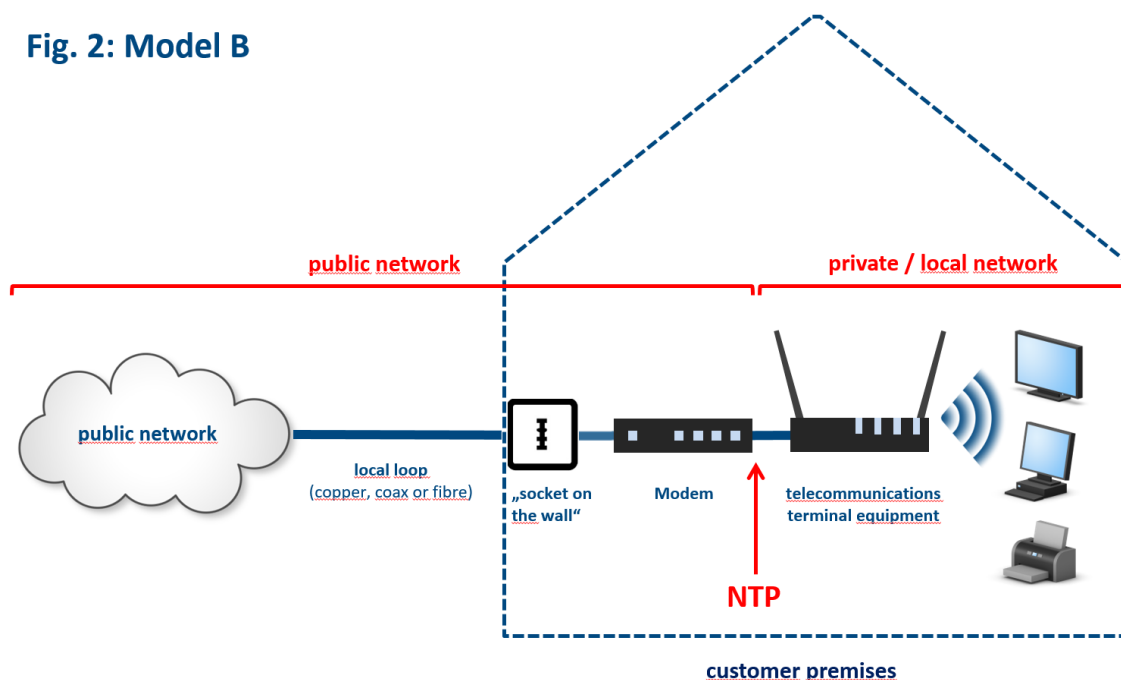 Fig. 2: Model B
public network
private / local network
public network
local loop
(copper, coax or fibre)
„socket on
the wall“
Modem
telecommunications
terminal equipment
NTP
customer premises